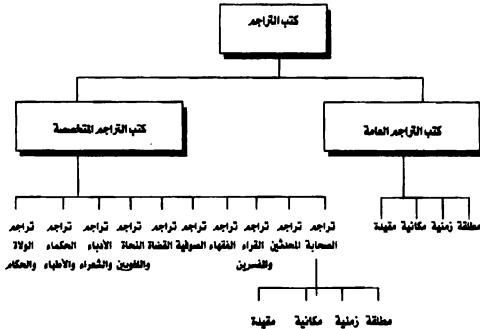 كتب التراجم
كتب التراجم العامة
كتب التراجم المتخصصة
مطلقة زمنية مكانية مقيدة
تراجم تراجم تراجم تراجم تراجم تراجم تراجم تراجم تراجم تراجم
الصحابة المحدثين القراء الفقهاء الصوفية القضاة النحاة الأدباء الحكماء الولاة
والمفسرين واللغويين والشعراء والأطباء والحكام
مطلقة زمنية مكانية مقيدة